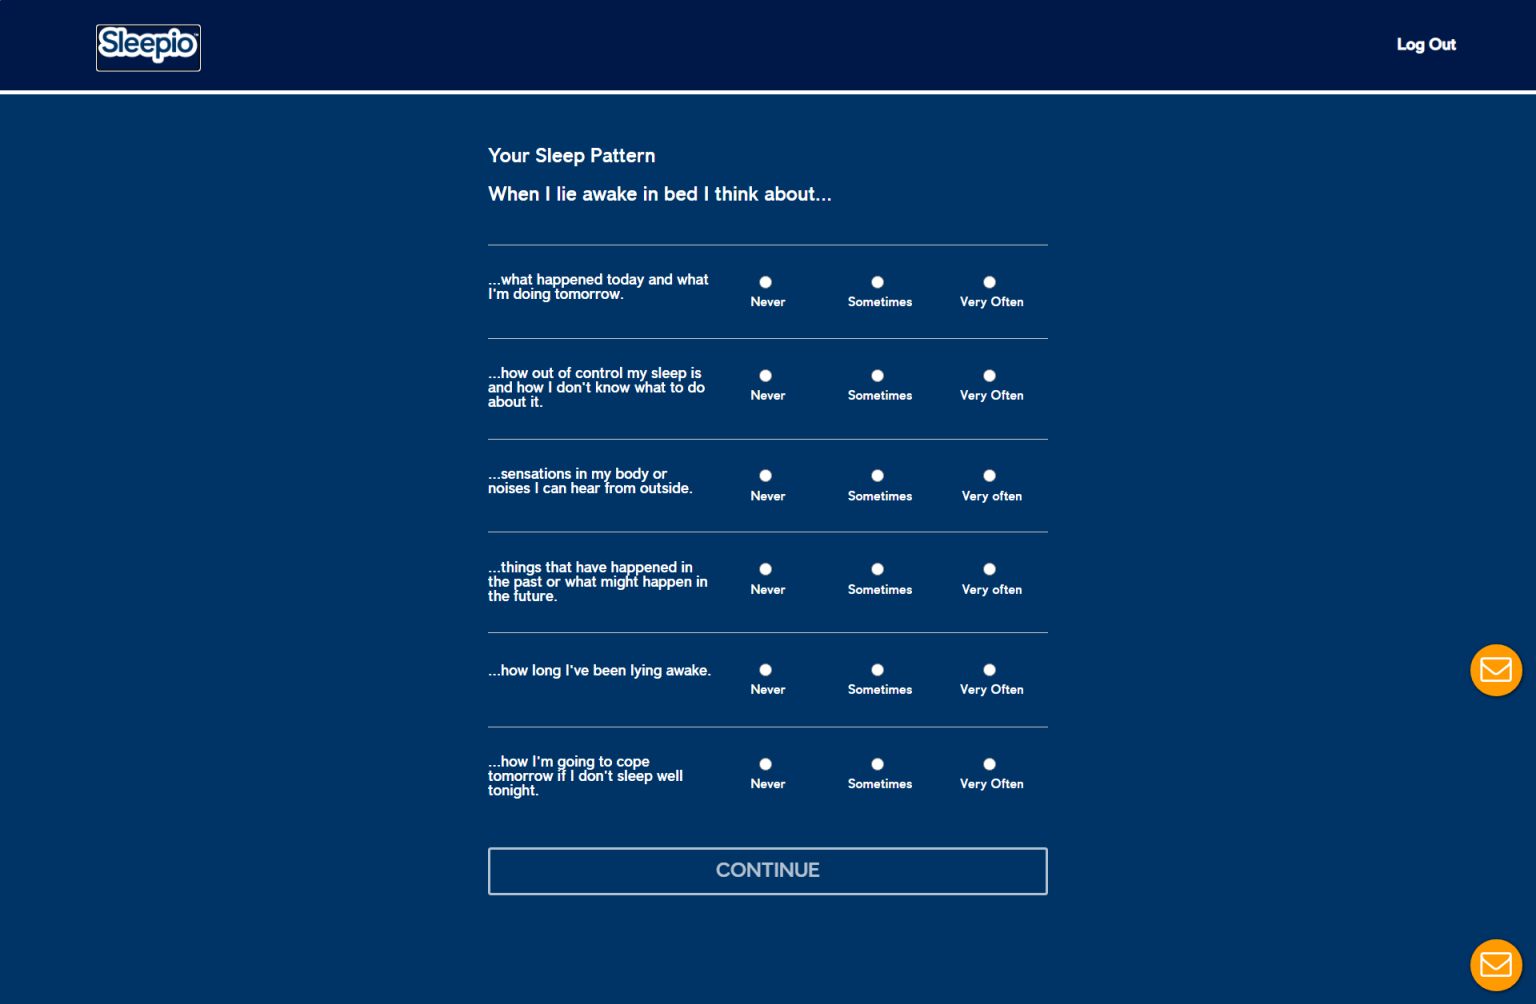 Sleepio™
Log Out
Your Sleep Pattern
When I lie awake in bed I think about...
...what happened today and what
I'm doing tomorrow.
Never Sometimes Very Often
...how out of control my sleep is
and how I don't know what to do
about it.
Never Sometimes Very Often
...sensations in my body or
noises I can hear from outside.
Never Sometimes Very often
...things that have happened in
the past or what might happen in
the future.
Never Sometimes Very often
...how long I've been lying awake.
Never Sometimes Very Often
...how I'm going to cope
tomorrow if I don't sleep well
tonight.
Never Sometimes Very Often
CONTINUE